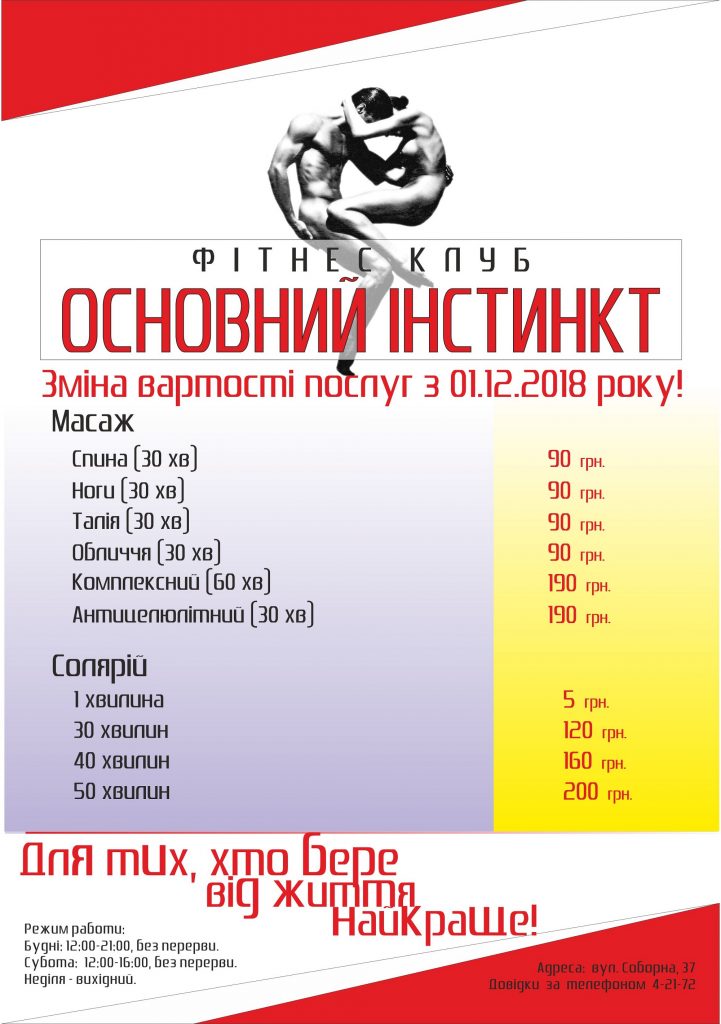 ФІТНЕС КЛУБ
ОСНОВНИЙ ІНСТИНКТ
Зміна вартості послуг з 01.12.2018 року!
Масаж
Спина (30 хв) 90 грн.
Ноги (30 хв) 90 грн.
Талія (30 хв) 90 грн.
Обличчя (30 хв) 90 грн.
Комплексний (60 хв) 190 грн.
Антицелюлітний (30 хв) 190 грн.
Солярій
1 хвилина 5 грн.
30 хвилин 120 грн.
40 хвилин 160 грн.
50 хвилин 200 грн.
Для тих, хто бере
від життя
найкраще!
Режим работи:
Будні: 12:00-21:00, без перерви.
Субота: 12:00-16:00, без перерви.
Неділя - вихідний.
Адреса: вул. Соборна, 37
Довідки за телефоном 4-21-72